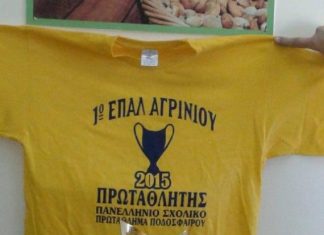 1ο ΕΠΑΛ ΑΓΡΙΝΙΟΥ
2015
ΠΡΩΤΑΘΛΗΤΗΣ
ΠΑΝΕΛΛΗΝΙΟ ΣΧΟΛΙΚΟ
ΠΡΩΤΑΘΛΗΜΑ ΠΟΔΟΣΦΑΙΡΟΥ